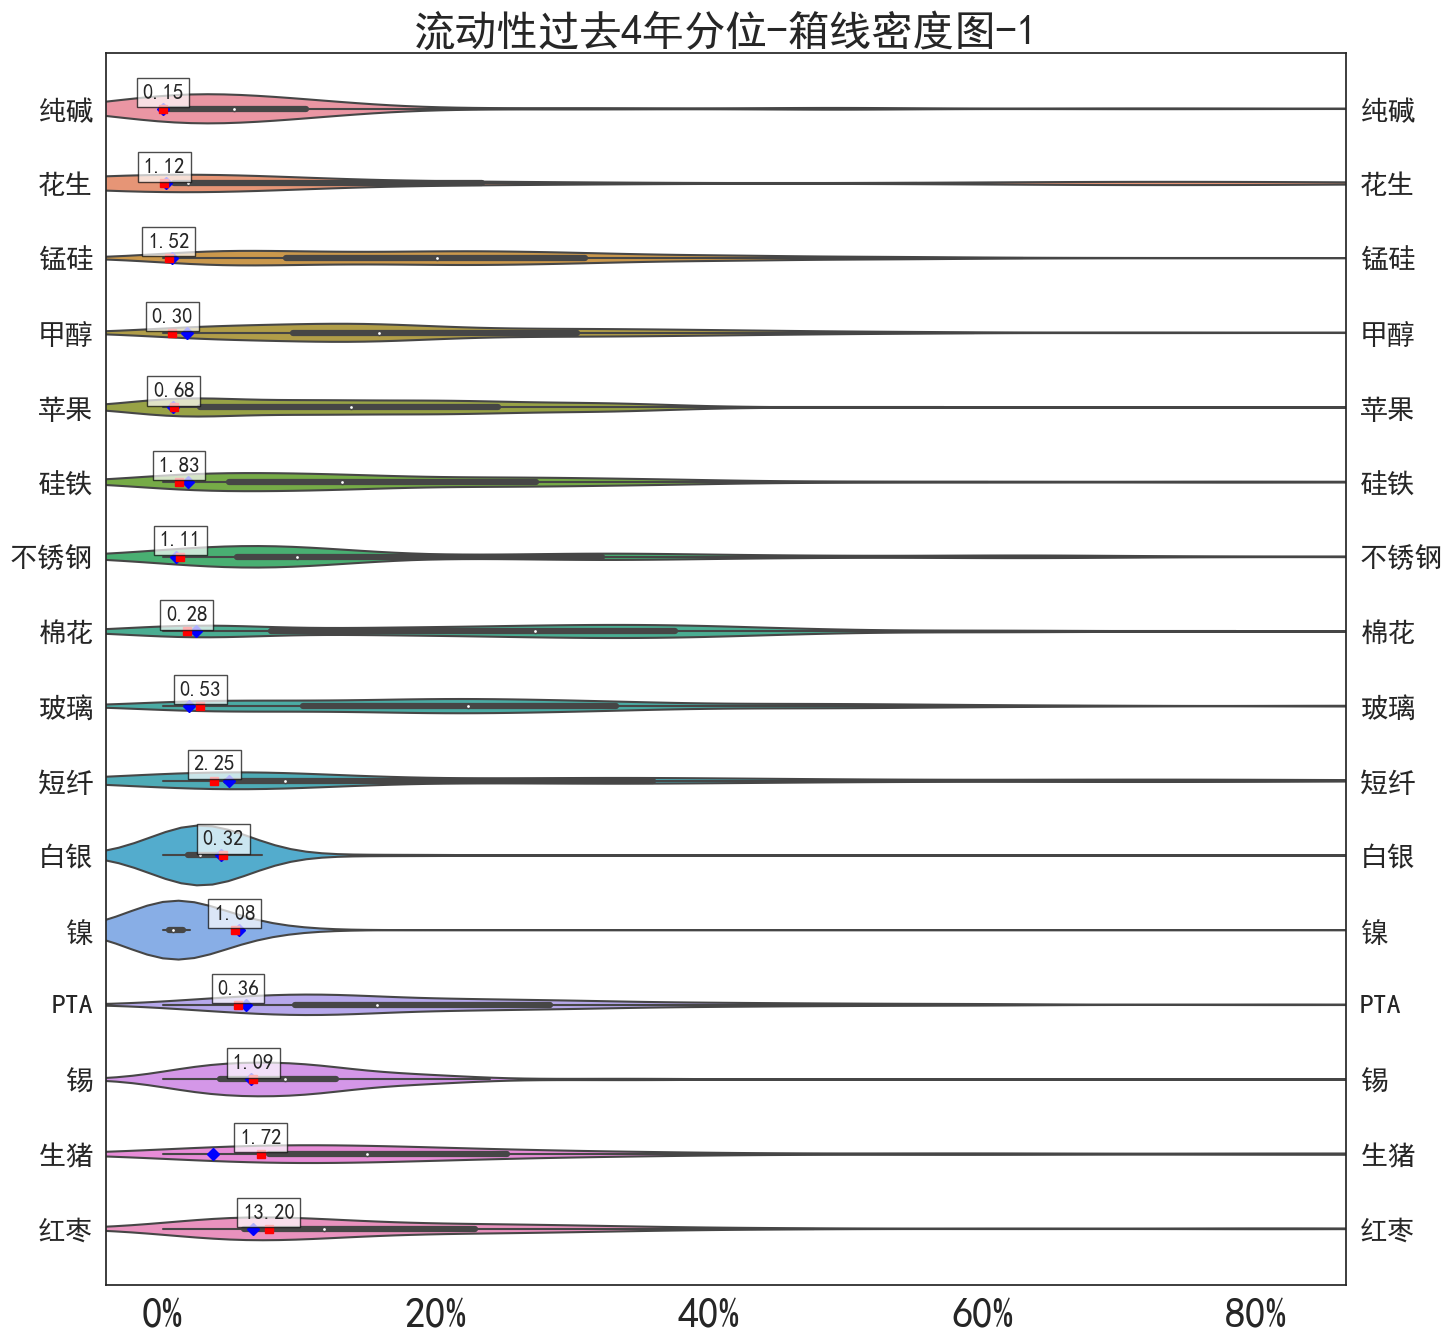 流动性过去4年分位-箱线密度图-1
纯碱 0.15 纯碱
花生 1.12 花生
锰硅 1.52 锰硅
甲醇 0.30 甲醇
苹果 0.68 苹果
硅铁 1.83 硅铁
不锈钢 1.11 不锈钢
棉花 0.28 棉花
玻璃 0.53 玻璃
短纤 2.25 短纤
白银 0.32 白银
镍 1.08 镍
PTA 0.36 PTA
锡 1.09 锡
生猪 1.72 生猪
红枣 13.20 红枣
0% 20% 40% 60% 80%